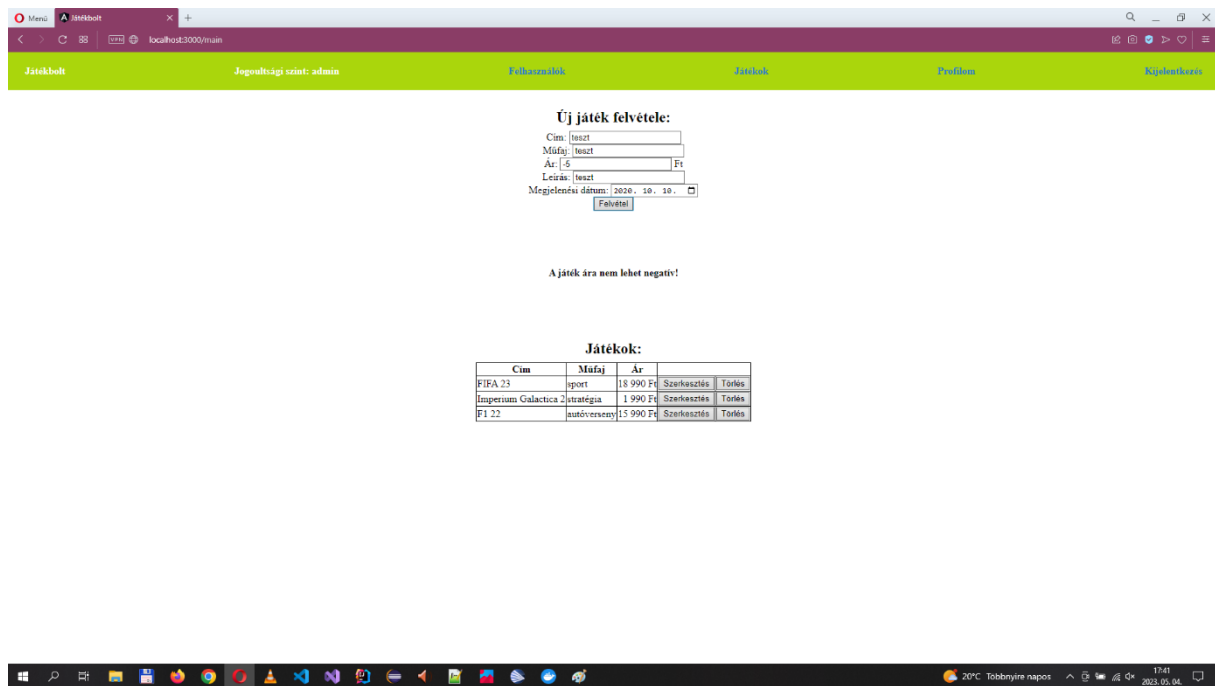 Menü Játékbolt
VPN localhost:3000/main
Játékbolt Jogoultsági szint: admin Felhasználók Játékok Profilom Kijelentkezés
Új játék felvétele:
Cím: teszt
Műfaj: teszt
Ár: -5 Ft
Leírás: teszt
Megjelenési dátum: 2020. 10. 10.
Felvétel
A játék ára nem lehet negatív!
Játékok:
Cím Műfaj Ár
FIFA 23 sport 18 990 Ft Szerkesztés Törlés
Imperium Galactica 2 stratégia 1 990 Ft Szerkesztés Törlés
F1 22 autóverseny 15 990 Ft Szerkesztés Törlés
20°C Többnyire napos 17:41
2023. 05. 04.